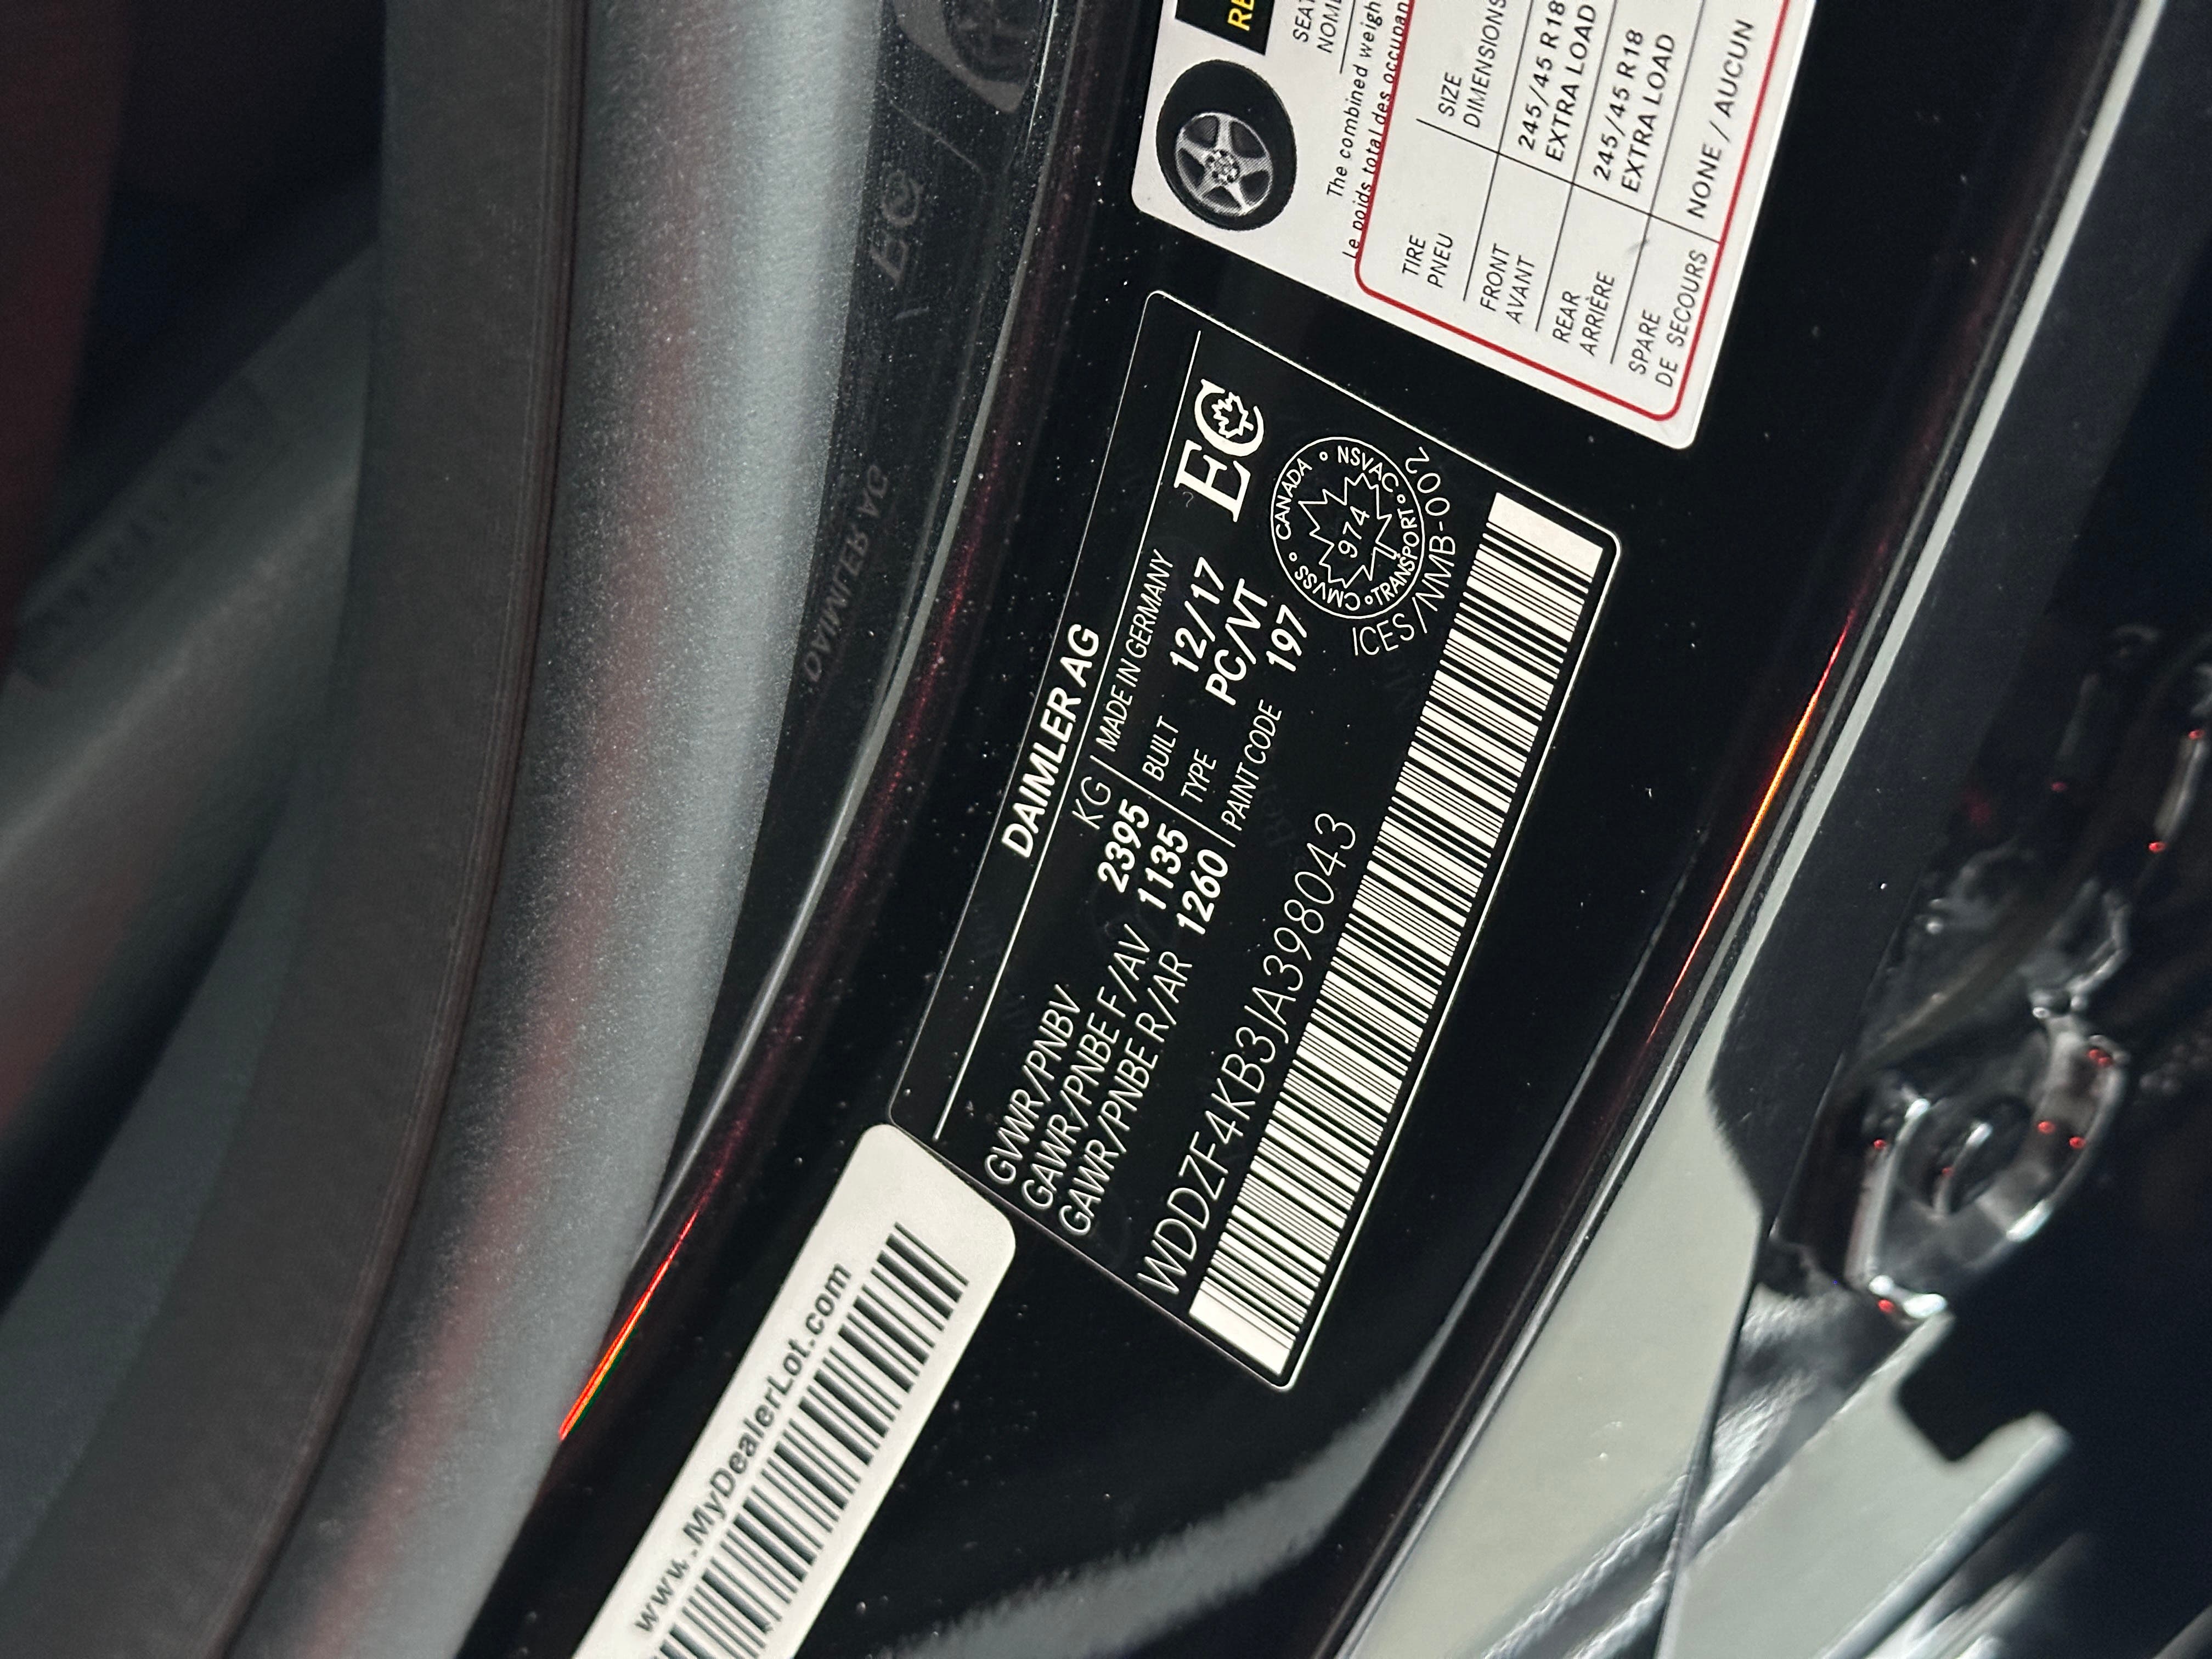 DAIMLER AG
KG MADE IN GERMANY
GVWR/PNBV 2395 BUILT 12/17
GAWR/PNBE F/AV 1135 TYPE PC/VT
GAWR/PNBE R/AR 1260 PAINT CODE 197
EC
CMVSS CANADA NSVAC TRANSPORT
974
ICES/NMB-0002
WDDZF4KB3JA398043
www.MyDealerLot.com
The combined weigh
Le poids total des occupan
TIRE SIZE
PNEU DIMENSIONS
FRONT 245/45 R18
AVANT EXTRA LOAD
REAR 245/45 R18
ARRIÈRE EXTRA LOAD
SPARE NONE / AUCUN
DE SECOURS